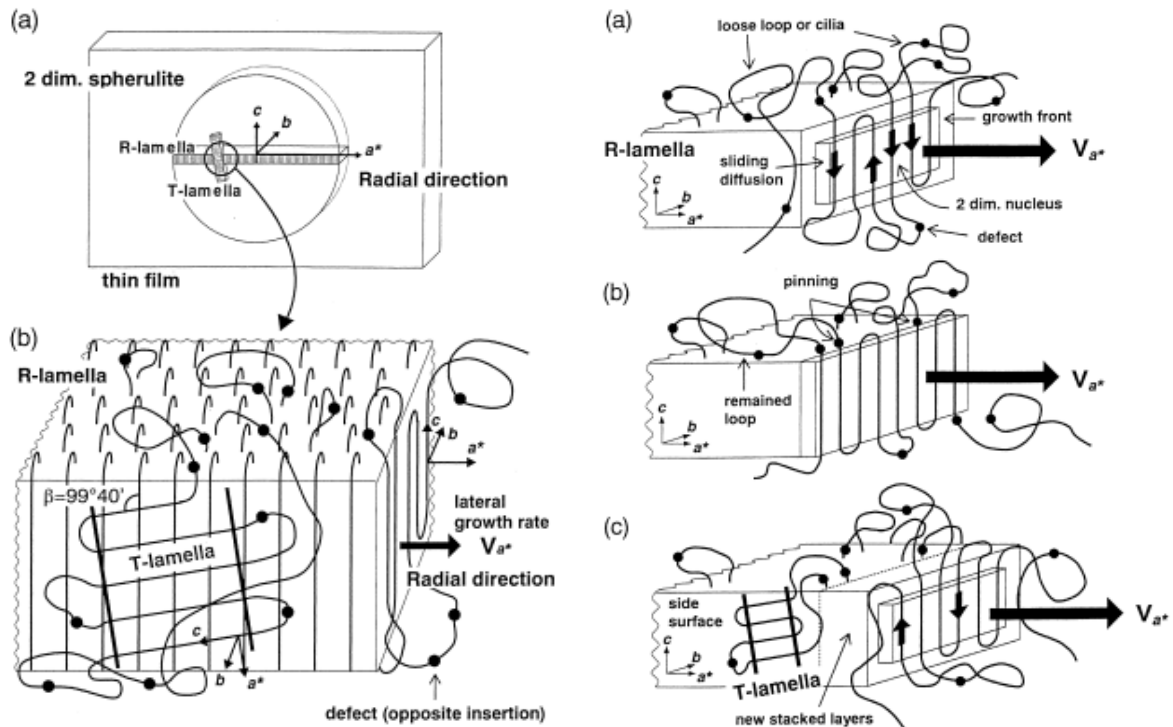 (a)
2 dim. spherulite
R-lamella
T-lamella
c
b
a*
Radial direction
thin film
(b)
R-lamella
β=99°40'
T-lamella
c
b
a*
c
b
a*
lateral
growth rate
Va*
Radial direction
defect (opposite insertion)
(a)
loose loop or cilia
growth front
R-lamella
sliding
diffusion
Va*
c
b
a*
2 dim. nucleus
defect
(b)
pinning
remained
loop
Va*
c
b
a*
(c)
side
surface
c
b
a*
T-lamella
new stacked layers
Va*